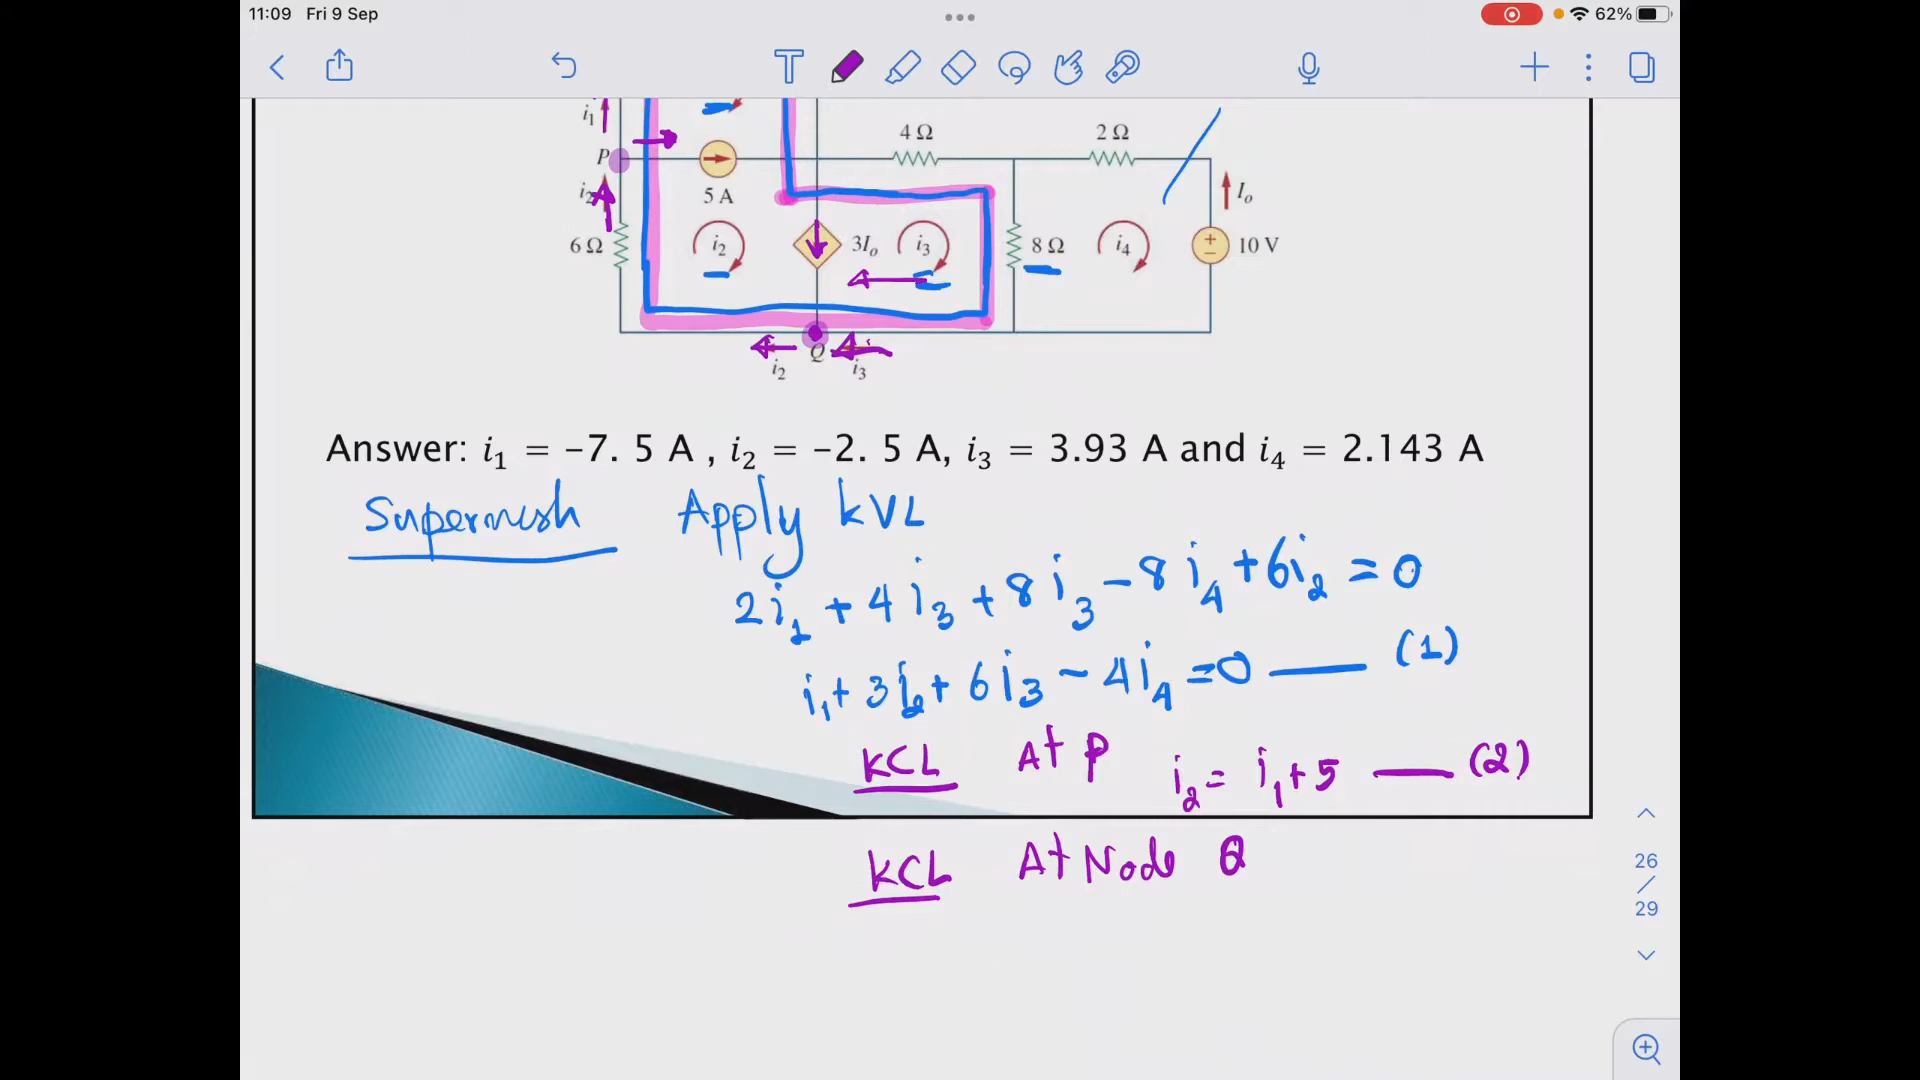 11:09 Fri 9 Sep
62%
T
i₁
4 Ω
2 Ω
P
5 A
i₂
Iₒ
6 Ω
i₂
3Iₒ
i₃
8 Ω
i₄
10 V
Q
i₂
i₃
Answer: i₁ = −7. 5 A , i₂ = −2. 5 A, i₃ = 3.93 A and i₄ = 2.143 A
Supermesh Apply kVL
2i₁ + 4i₃ + 8i₃ − 8i₄ + 6i₂ = 0
i₁ + 3i₂ + 6i₃ − 4i₄ = 0 — (1)
KCL At P i₂ = i₁ + 5 — (2)
KCL At Node Q
26
/
29